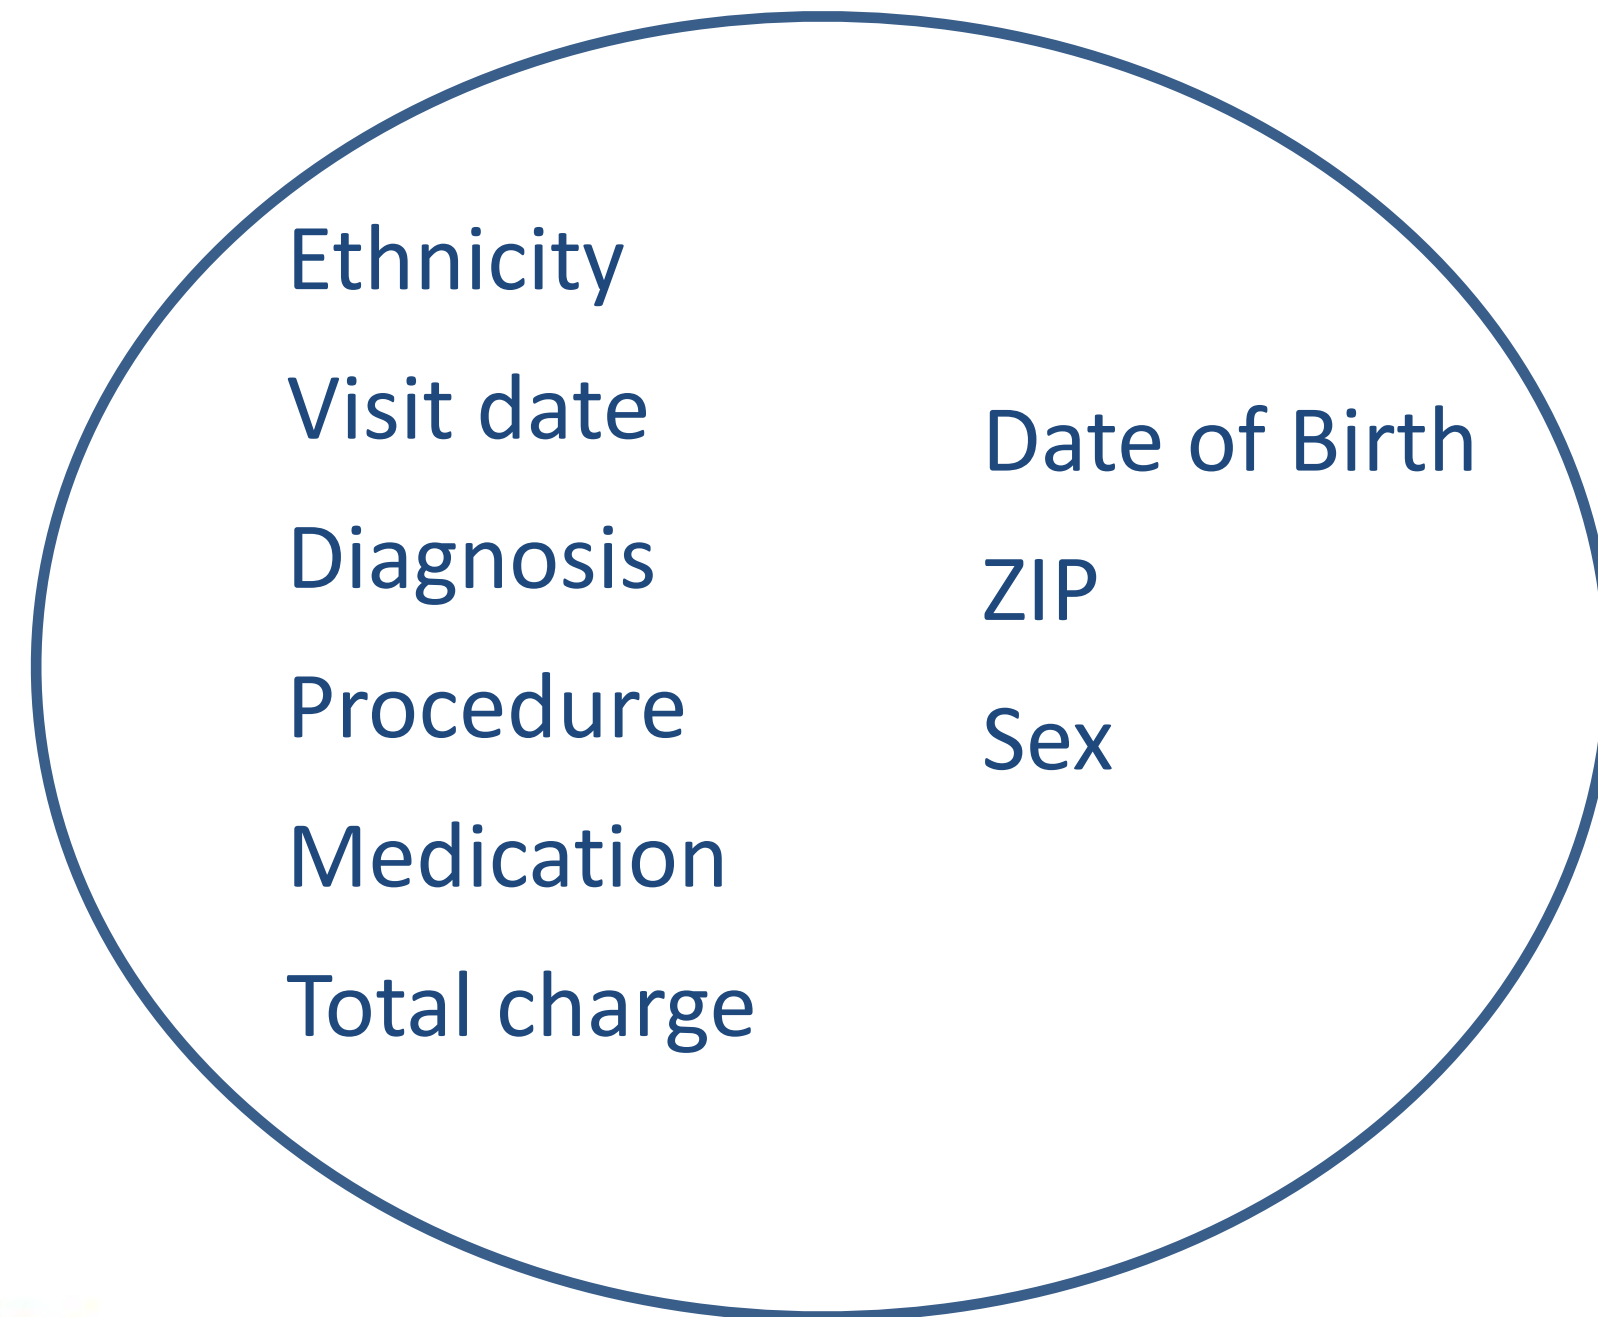 Ethnicity
Visit date
Diagnosis
Procedure
Medication
Total charge
Date of Birth
ZIP
Sex